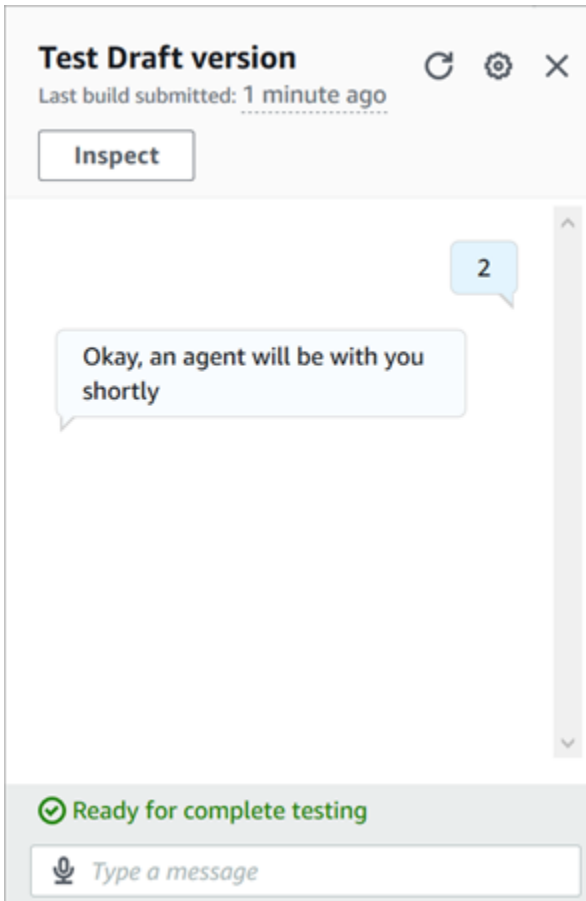 Test Draft version
Last build submitted: 1 minute ago
Inspect
2
Okay, an agent will be with you
shortly
Ready for complete testing
Type a message